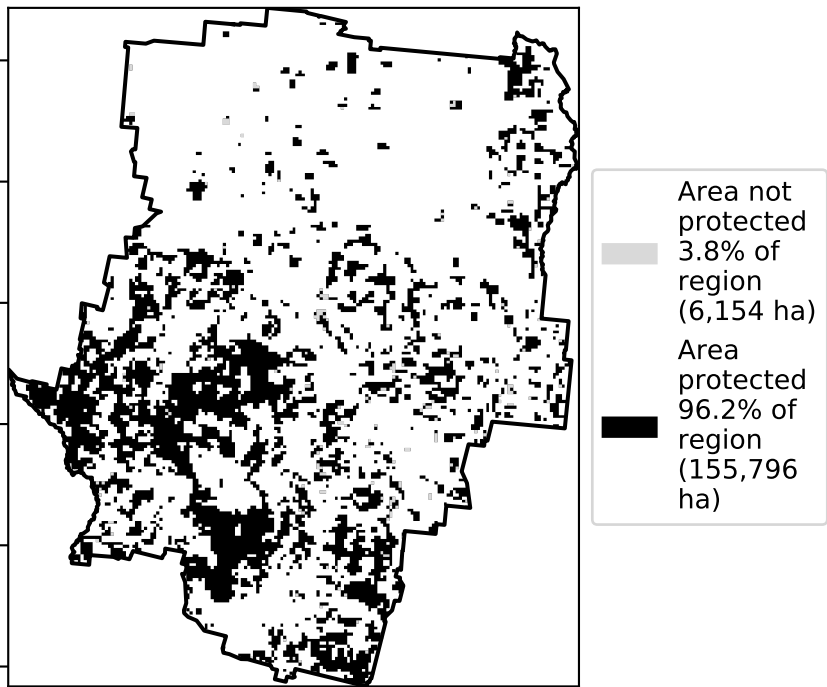 Area not
protected
3.8% of
region
(6,154 ha)
Area
protected
96.2% of
region
(155,796
ha)